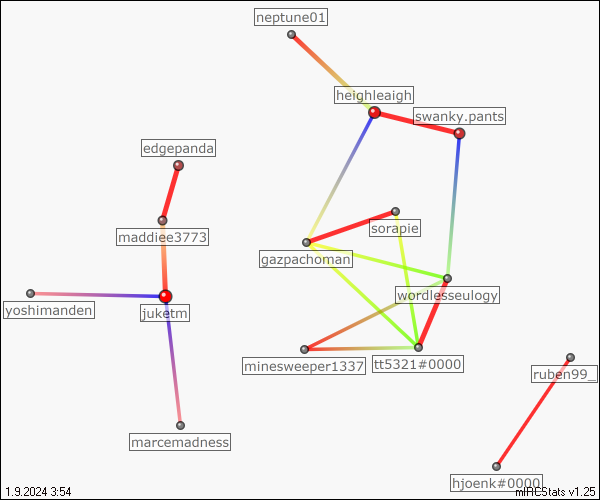 neptune01
heighleaigh
swanky.pants
edgepanda
sorapie
maddiee3773
gazpachoman
wordlesseulogy
yoshimanden
juketm
minesweeper1337
tt5321#0000
ruben99_
marcemadness
hjoenk#0000
1.9.2024 3:54
mIRCStats v1.25